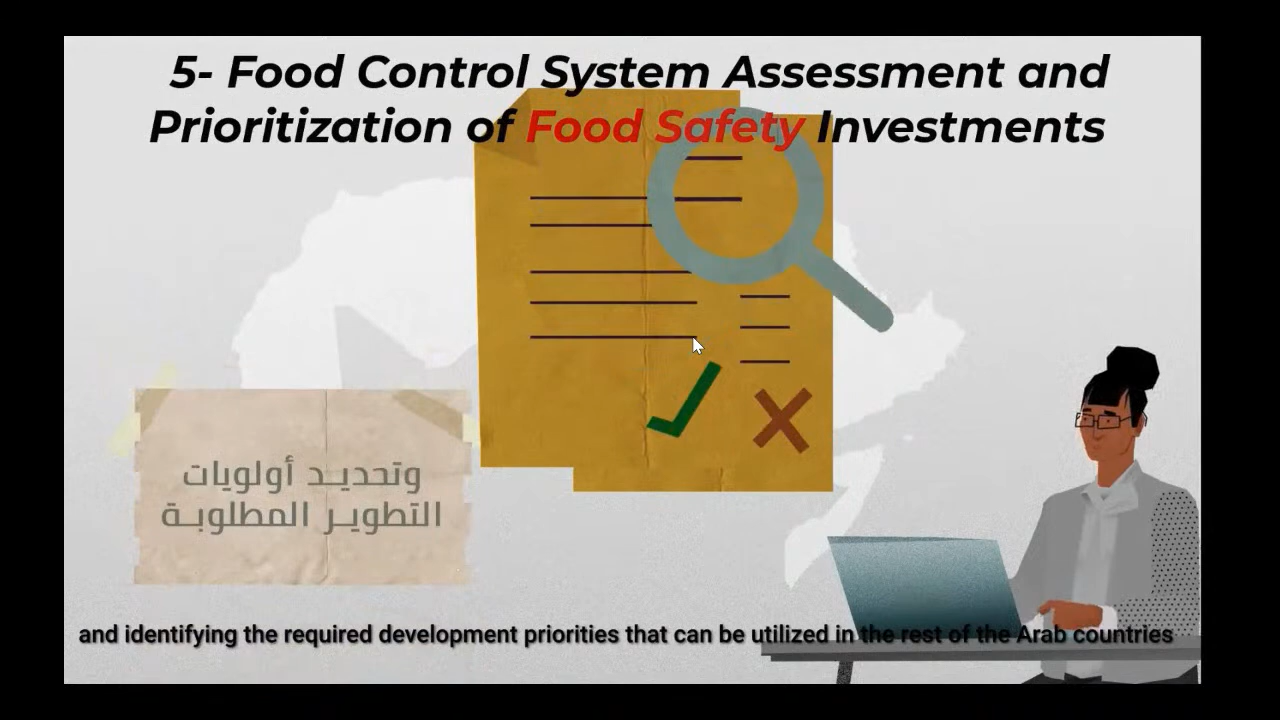 5- Food Control System Assessment and
Prioritization of Food Safety Investments
وتحديد أولويات
التطوير المطلوبة
and identifying the required development priorities that can be utilized in the rest of the Arab countries